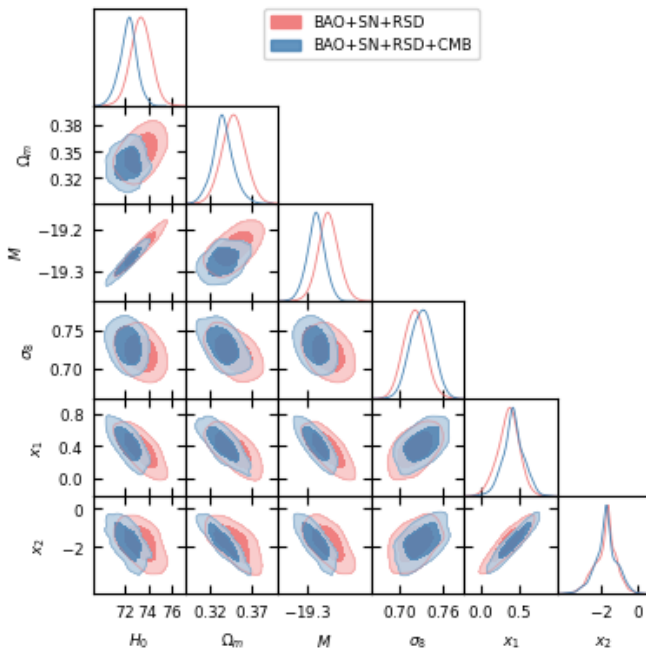 BAO+SN+RSD
BAO+SN+RSD+CMB
0.38
0.35
0.32
Ωₘ
−19.2
−19.3
M
0.75
0.70
σ₈
0.8
0.4
0.0
x₁
0
−2
x₂
72 74 76 0.32 0.37 −19.3 0.70 0.76 0.0 0.5 −2 0
H₀ Ωₘ M σ₈ x₁ x₂